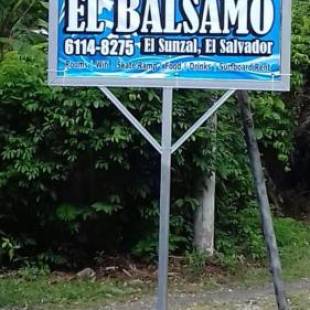 EL BALSAMO
6114-8275 El Sunzal, El Salvador
Rooms | Wifi | Skate Ramp | Food | Drinks | Surfboard Rent